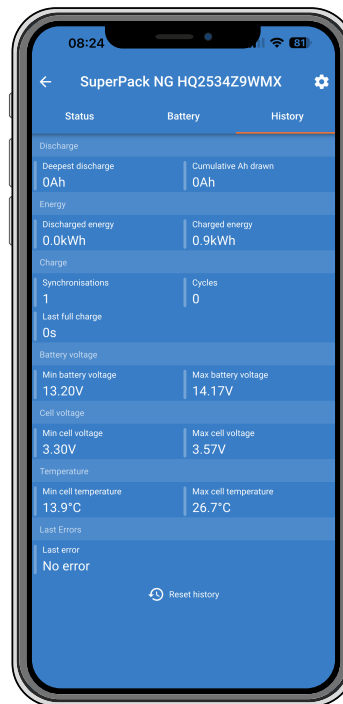 08:24
81
SuperPack NG HQ2534Z9WMX
Status Battery History
Discharge
Deepest discharge Cumulative Ah drawn
0Ah 0Ah
Energy
Discharged energy Charged energy
0.0kWh 0.9kWh
Charge
Synchronisations Cycles
1 0
Last full charge
0s
Battery voltage
Min battery voltage Max battery voltage
13.20V 14.17V
Cell voltage
Min cell voltage Max cell voltage
3.30V 3.57V
Temperature
Min cell temperature Max cell temperature
13.9°C 26.7°C
Last Errors
Last error
No error
Reset history